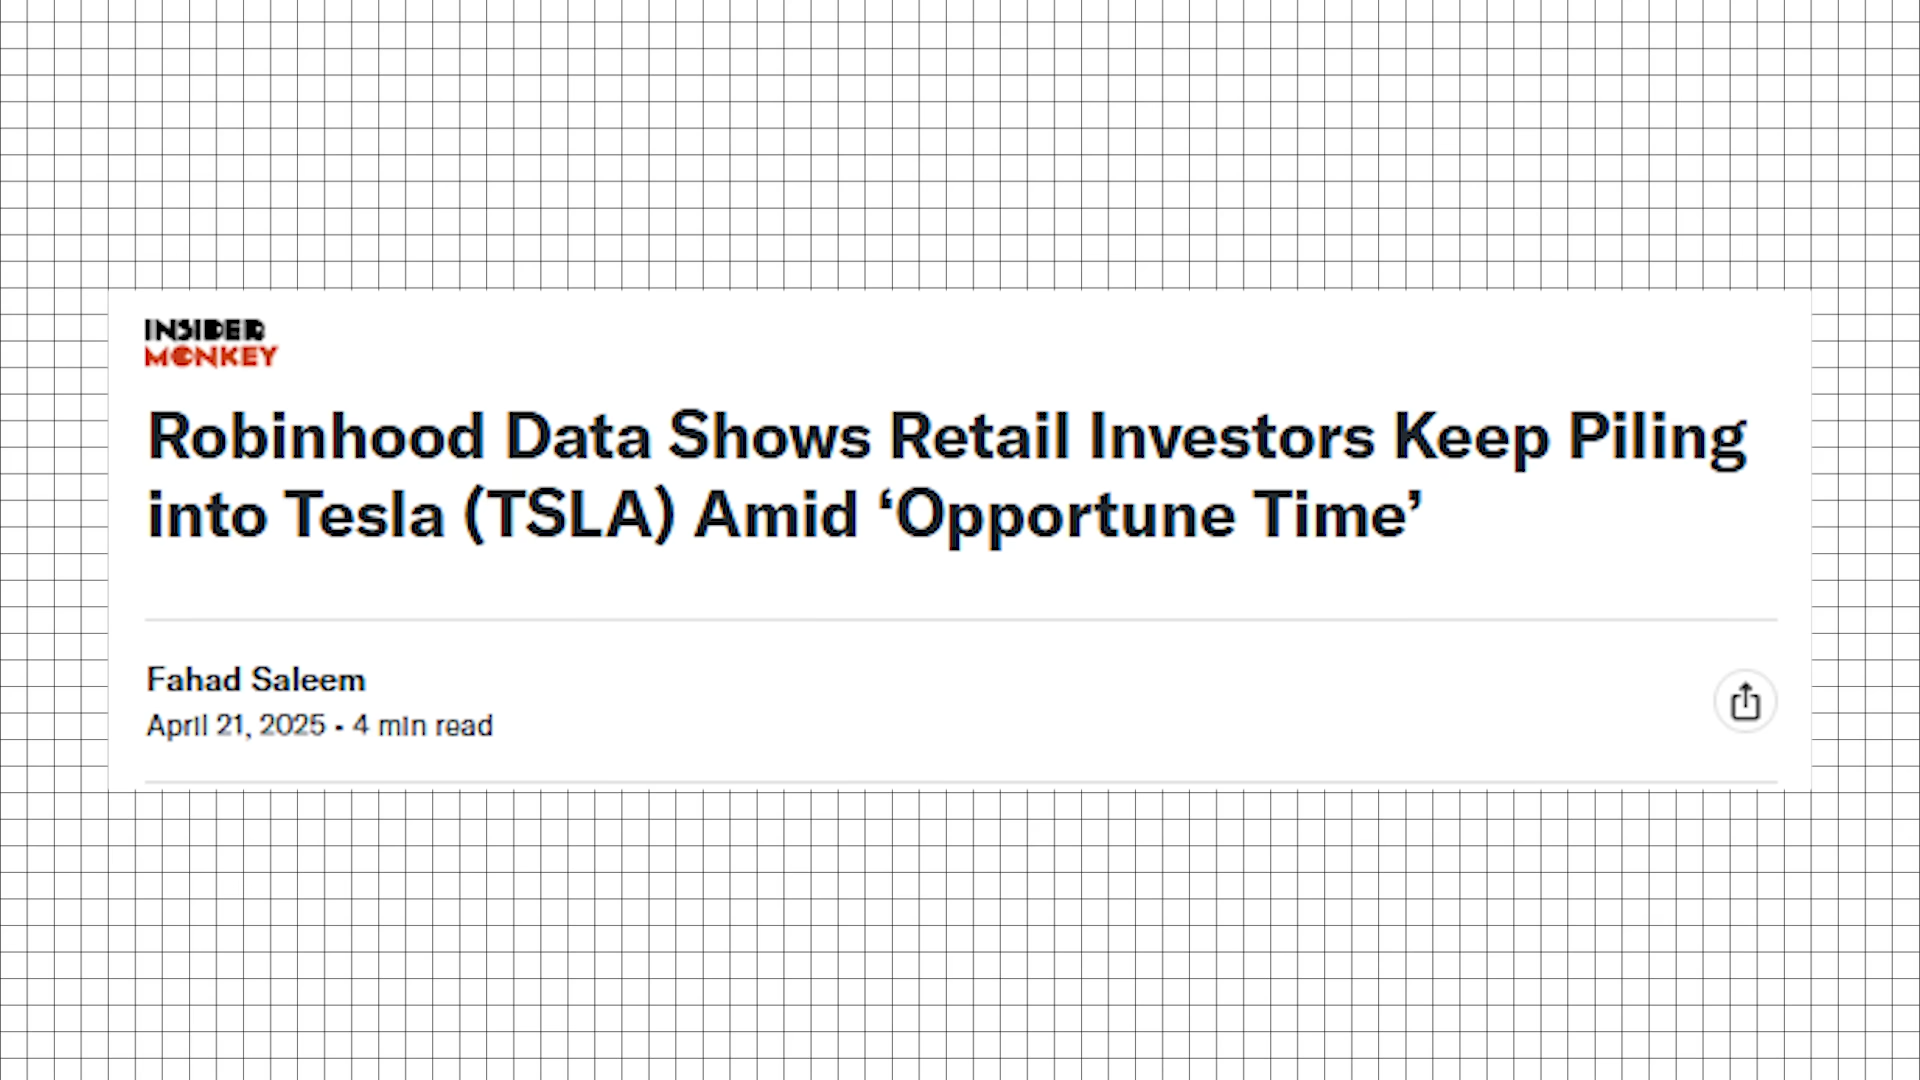 INSIDER
MONKEY
Robinhood Data Shows Retail Investors Keep Piling
into Tesla (TSLA) Amid ‘Opportune Time’
Fahad Saleem
April 21, 2025 • 4 min read